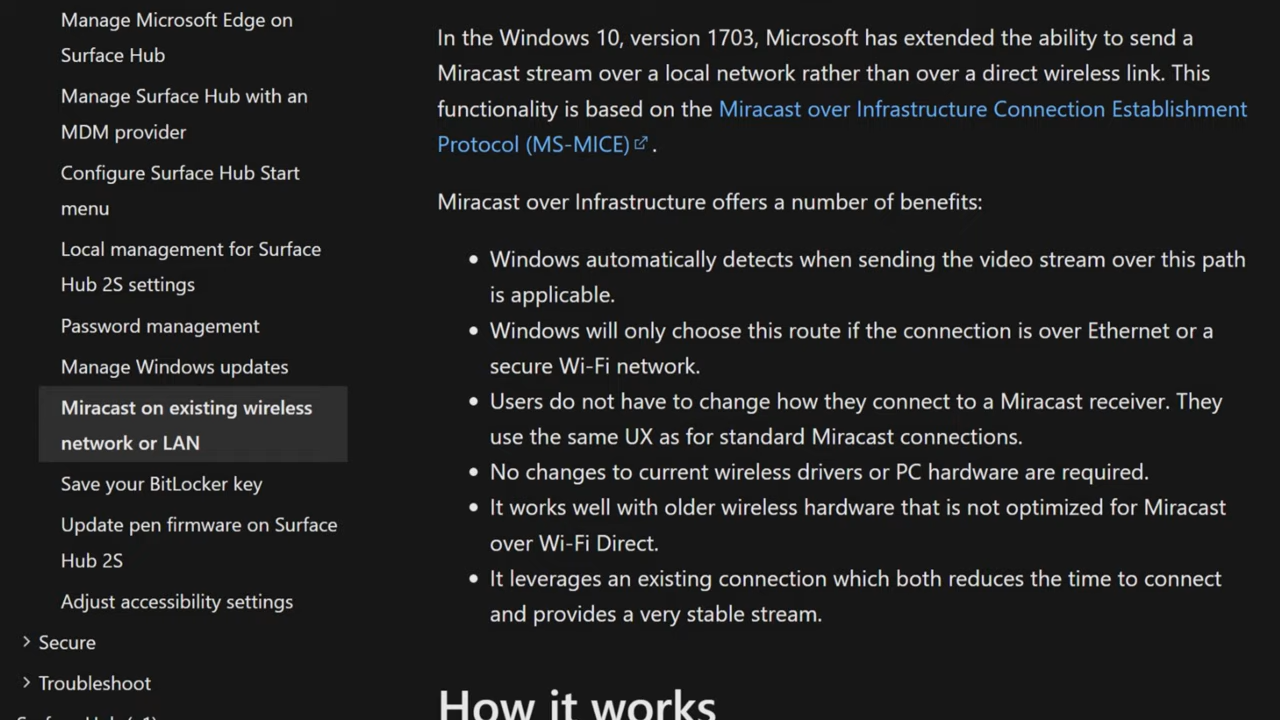 Manage Microsoft Edge on
Surface Hub
Manage Surface Hub with an
MDM provider
Configure Surface Hub Start
menu
Local management for Surface
Hub 2S settings
Password management
Manage Windows updates
Miracast on existing wireless
network or LAN
Save your BitLocker key
Update pen firmware on Surface
Hub 2S
Adjust accessibility settings
Secure
Troubleshoot
Surface Hub (v1)
In the Windows 10, version 1703, Microsoft has extended the ability to send a
Miracast stream over a local network rather than over a direct wireless link. This
functionality is based on the Miracast over Infrastructure Connection Establishment
Protocol (MS-MICE) .
Miracast over Infrastructure offers a number of benefits:
• Windows automatically detects when sending the video stream over this path
is applicable.
• Windows will only choose this route if the connection is over Ethernet or a
secure Wi-Fi network.
• Users do not have to change how they connect to a Miracast receiver. They
use the same UX as for standard Miracast connections.
• No changes to current wireless drivers or PC hardware are required.
• It works well with older wireless hardware that is not optimized for Miracast
over Wi-Fi Direct.
• It leverages an existing connection which both reduces the time to connect
and provides a very stable stream.
How it works